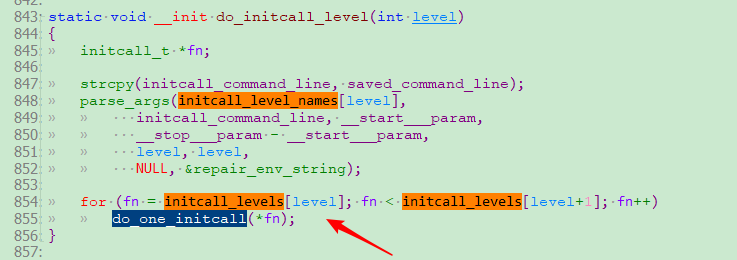 842:
843: static void __init do_initcall_level(int level)
844: {
845: » initcall_t *fn;
846:
847: » strcpy(initcall_command_line, saved_command_line);
848: » parse_args(initcall_level_names[level],
849: » » ···initcall_command_line, __start___param,
850: » » ···__stop___param - __start___param,
851: » » ···level, level,
852: » » ···NULL, &repair_env_string);
853:
854: » for (fn = initcall_levels[level]; fn < initcall_levels[level+1]; fn++)
855: » » do_one_initcall(*fn);
856: }
857: